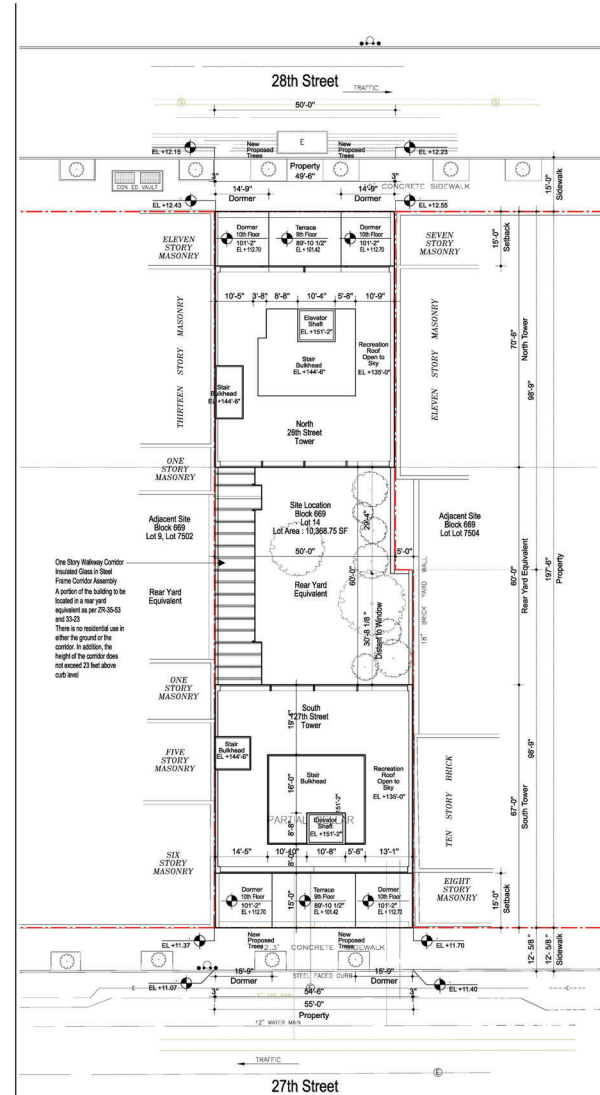 28th Street
TRAFFIC
S
S
50'-0"
E
EL +12.15
New
Proposed
Trees
New
Proposed
Trees
EL +12.23
CON ED VAULT
3"
Property
49'-6"
3"
CONCRETE SIDEWALK
15'-0"
Sidewalk
14'-9"
Dormer
14'-9"
Dormer
EL +12.43
EL +12.55
ELEVEN
STORY
MASONRY
Dormer
10th Floor
101'-2"
EL +112.70
Terrace
9th Floor
89'-10 1/2"
EL +101.42
Dormer
10th Floor
101'-2"
EL +112.70
SEVEN
STORY
MASONRY
15'-0"
Setback
THIRTEEN STORY MASONRY
10'-5"
3'-8"
8'-8"
10'-4"
5'-8"
10'-9"
Elevator
Shaft
EL +151'-2"
Stair
Bulkhead
EL +144'-6"
Recreation
Roof
Open to
Sky
EL +135'-0"
Stair
Bulkhead
EL +144'-6"
North
28th Street
Tower
ELEVEN STORY MASONRY
70'-6"
North Tower
98'-9"
ONE
STORY
MASONRY
Adjacent Site
Block 669
Lot 9, Lot 7502
Site Location
Block 669
Lot 14
Lot Area : 10,368.75 SF
29'-4"
Adjacent Site
Block 669
Lot 7504
50'-0"
5'-0"
One Story Walkway Corridor
Insulated Glass in Steel
Frame Corridor Assembly
A portion of the building to be
located in a rear yard
equivalent as per ZR-35-53
and 33-23
There is no residential use in
either the ground or the
corridor. In addition, the
height of the corridor does
not exceed 23 feet above
curb level
Rear Yard
Equivalent
Rear Yard
Equivalent
60'-0"
30'-8 1/8 "
Distant to Window
18" BRICK YARD WALL
60'-0"
Rear Yard Equivalent
197'-6"
Property
ONE
STORY
MASONRY
South
27th Street
Tower
Stair
Bulkhead
EL +144'-6"
FIVE
STORY
MASONRY
Stair
Bulkhead
16'-0"
Recreation
Roof
Open to
Sky
EL +135'-0"
TEN STORY BRICK
67'-0"
South Tower
98'-9"
8'-8"
Elevator
Shaft
EL +151'-2"
151'-2"
SIX
STORY
MASONRY
14'-5"
10'-8"
5'-6"
13'-1"
15'-0"
Dormer
10th Floor
101'-2"
EL +112.70
Terrace
9th Floor
89'-10 1/2"
EL +101.42
Dormer
10th Floor
101'-2"
EL +112.70
EIGHT
STORY
MASONRY
15'-0"
Setback
EL +11.37
New
Proposed
Trees
CONCRETE SIDEWALK
New
Proposed
Trees
EL +11.70
12'- 5/8 "
12'- 5/8 "
Sidewalk
15'-9"
Dormer
STEEL FACED CURB
15'-9"
Dormer
EL +11.07
EL +11.40
3"
54'-6"
3"
55'-0"
Property
12" WATER MAIN
TRAFFIC
E
27th Street